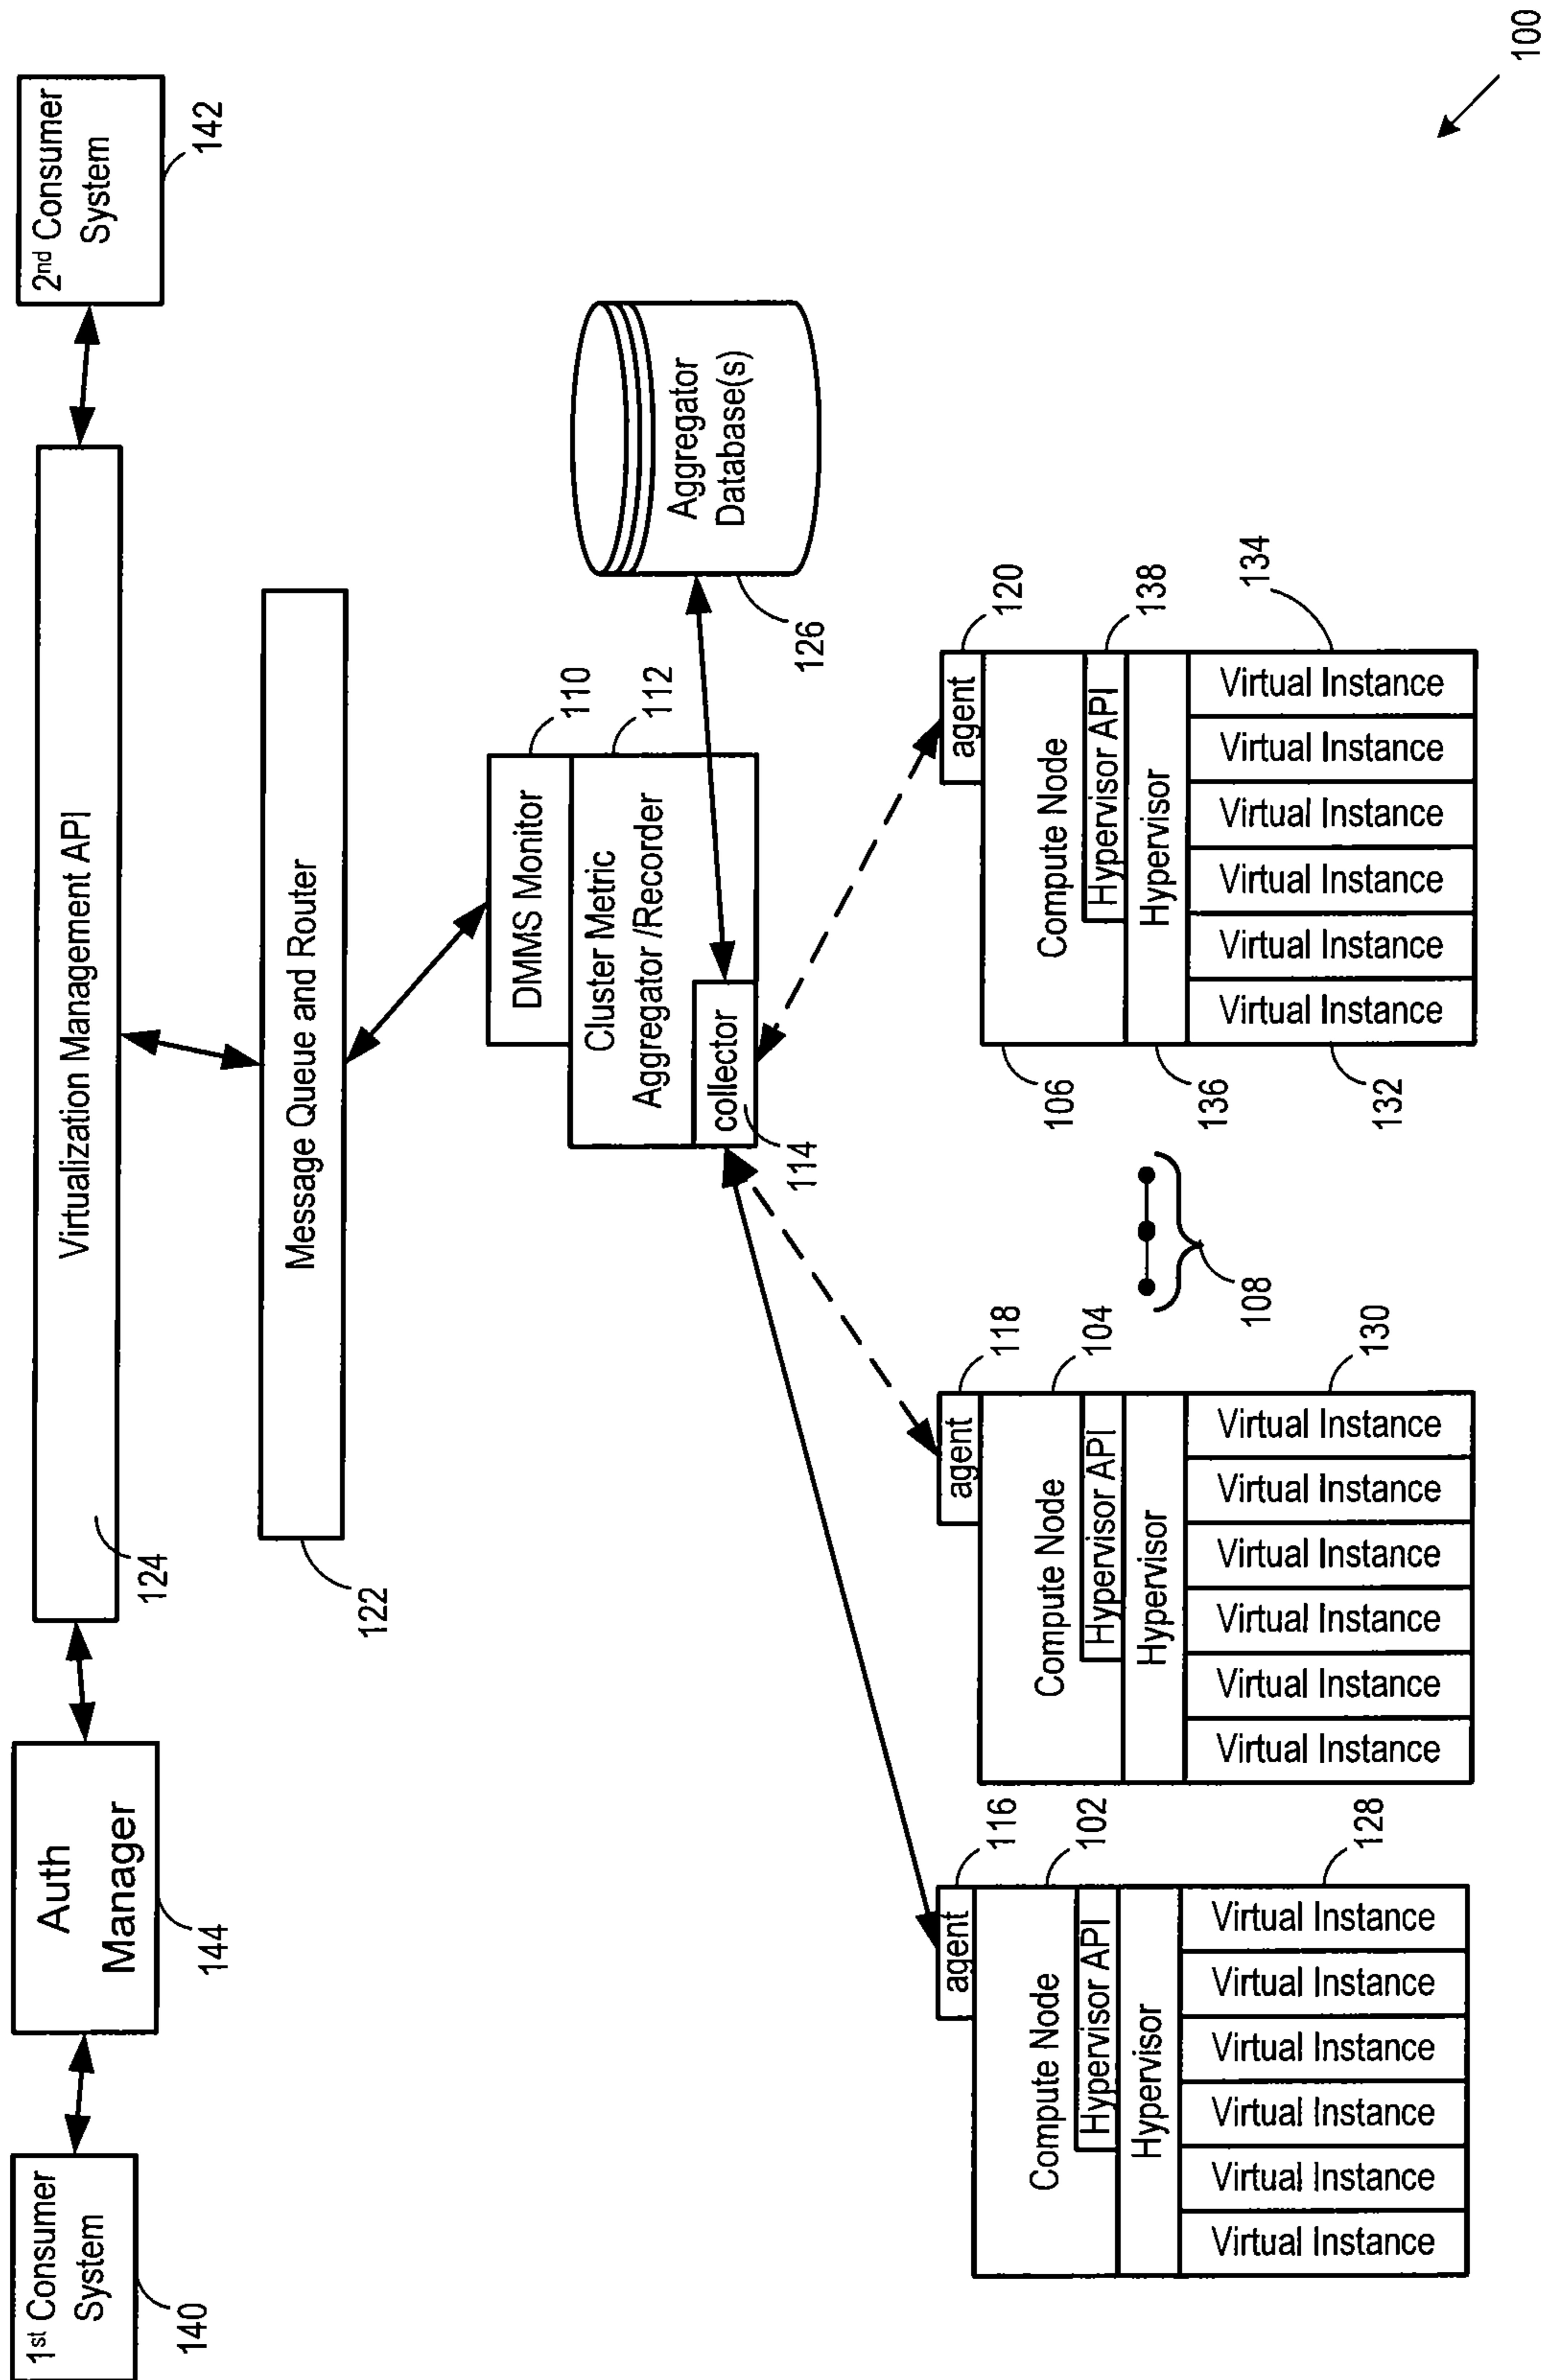 1st Consumer
System
140
Auth
Manager
144
Virtualization Management API
124
2nd Consumer
System
142
Message Queue and Router
122
DMMS Monitor
110
Cluster Metric
Aggregator /Recorder
112
collector
114
Aggregator
Database(s)
126
agent
116
Compute Node
102
Hypervisor API
Hypervisor
Virtual Instance
Virtual Instance
Virtual Instance
Virtual Instance
Virtual Instance
Virtual Instance
128
agent
118
Compute Node
104
Hypervisor API
Hypervisor
Virtual Instance
Virtual Instance
Virtual Instance
Virtual Instance
Virtual Instance
Virtual Instance
130
108
agent
120
Compute Node
106
Hypervisor API
138
Hypervisor
136
Virtual Instance
Virtual Instance
Virtual Instance
Virtual Instance
Virtual Instance
Virtual Instance
132
134
100